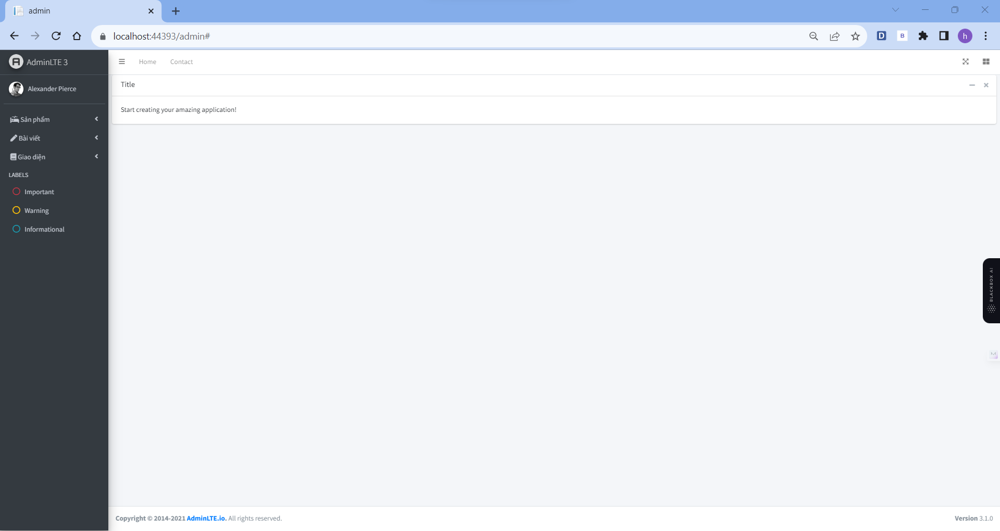 admin
localhost:44393/admin#
D
B
h
AdminLTE 3
Home
Contact
Alexander Pierce
Title
Start creating your amazing application!
Sản phẩm
Bài viết
Giao diện
LABELS
Important
Warning
Informational
BLACKBOX AI
Copyright © 2014-2021 AdminLTE.io. All rights reserved.
Version 3.1.0